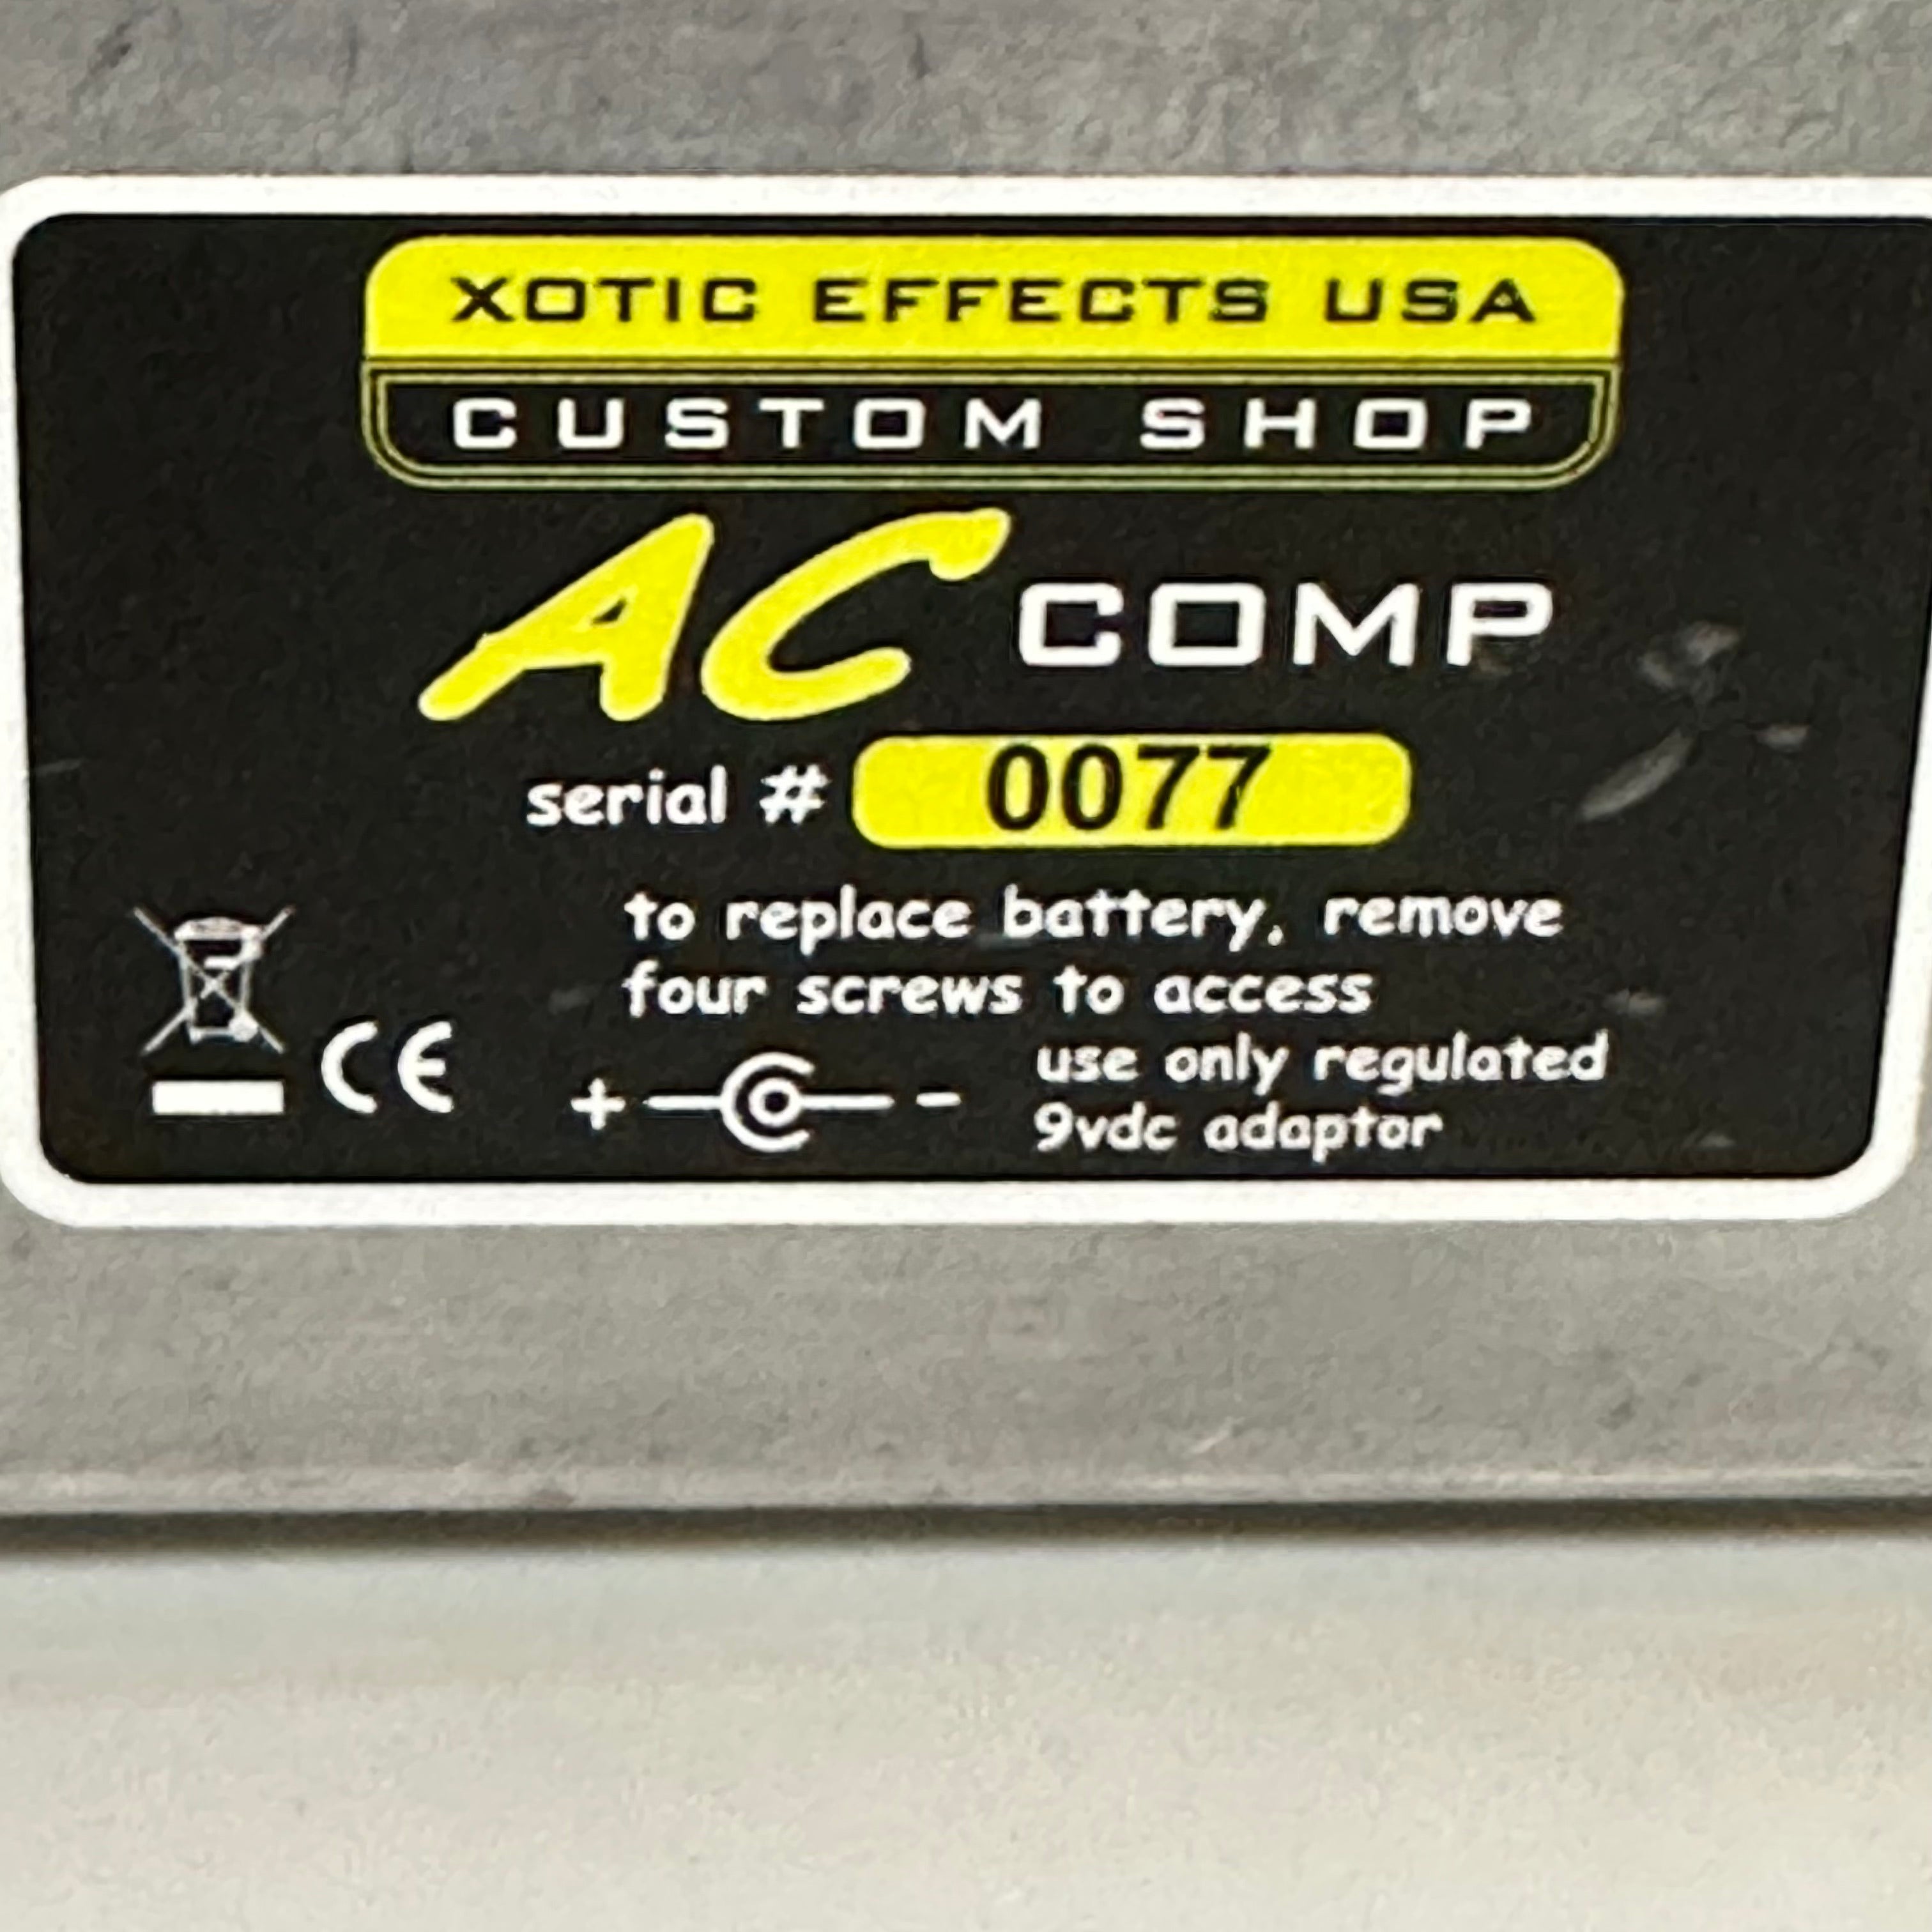 XOTIC EFFECTS USA
CUSTOM SHOP
AC COMP
serial # 0077
to replace battery, remove
four screws to access
use only regulated
9vdc adaptor
CE
+ -